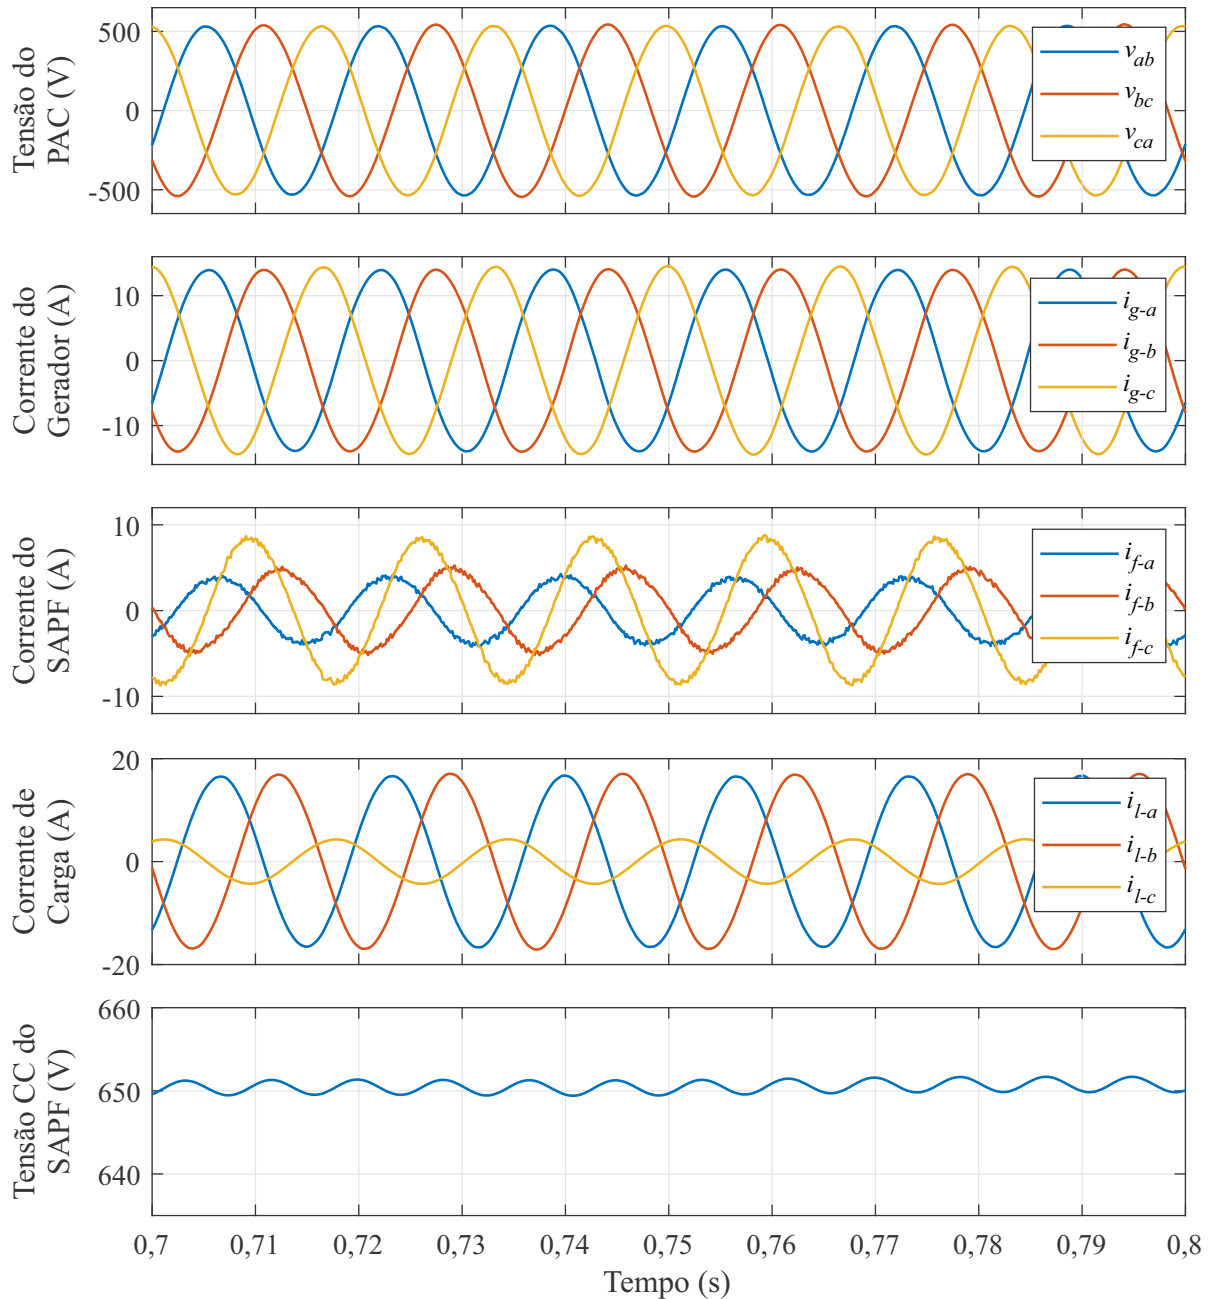 Tensão do
PAC (V)
500
0
-500
v_ab
v_bc
v_ca
Corrente do
Gerador (A)
10
0
-10
i_g-a
i_g-b
i_g-c
Corrente do
SAPF (A)
10
0
-10
i_f-a
i_f-b
i_f-c
Corrente de
Carga (A)
20
0
-20
i_l-a
i_l-b
i_l-c
Tensão CC do
SAPF (V)
660
650
640
0,7 0,71 0,72 0,73 0,74 0,75 0,76 0,77 0,78 0,79 0,8
Tempo (s)